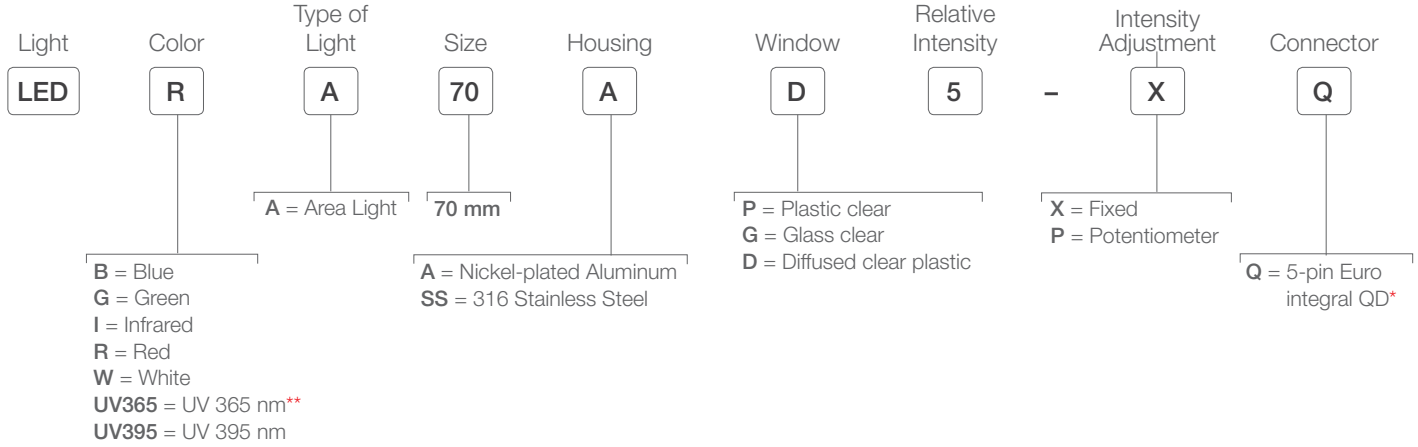 Light
Color
Type of
Light
Size
Housing
Window
Relative
Intensity
Intensity
Adjustment
Connector
LED
R
A
70
A
D
5
–
X
Q
A = Area Light
70 mm
P = Plastic clear
G = Glass clear
D = Diffused clear plastic
X = Fixed
P = Potentiometer
B = Blue
G = Green
I = Infrared
R = Red
W = White
UV365 = UV 365 nm**
UV395 = UV 395 nm
A = Nickel-plated Aluminum
SS = 316 Stainless Steel
Q = 5-pin Euro
integral QD*